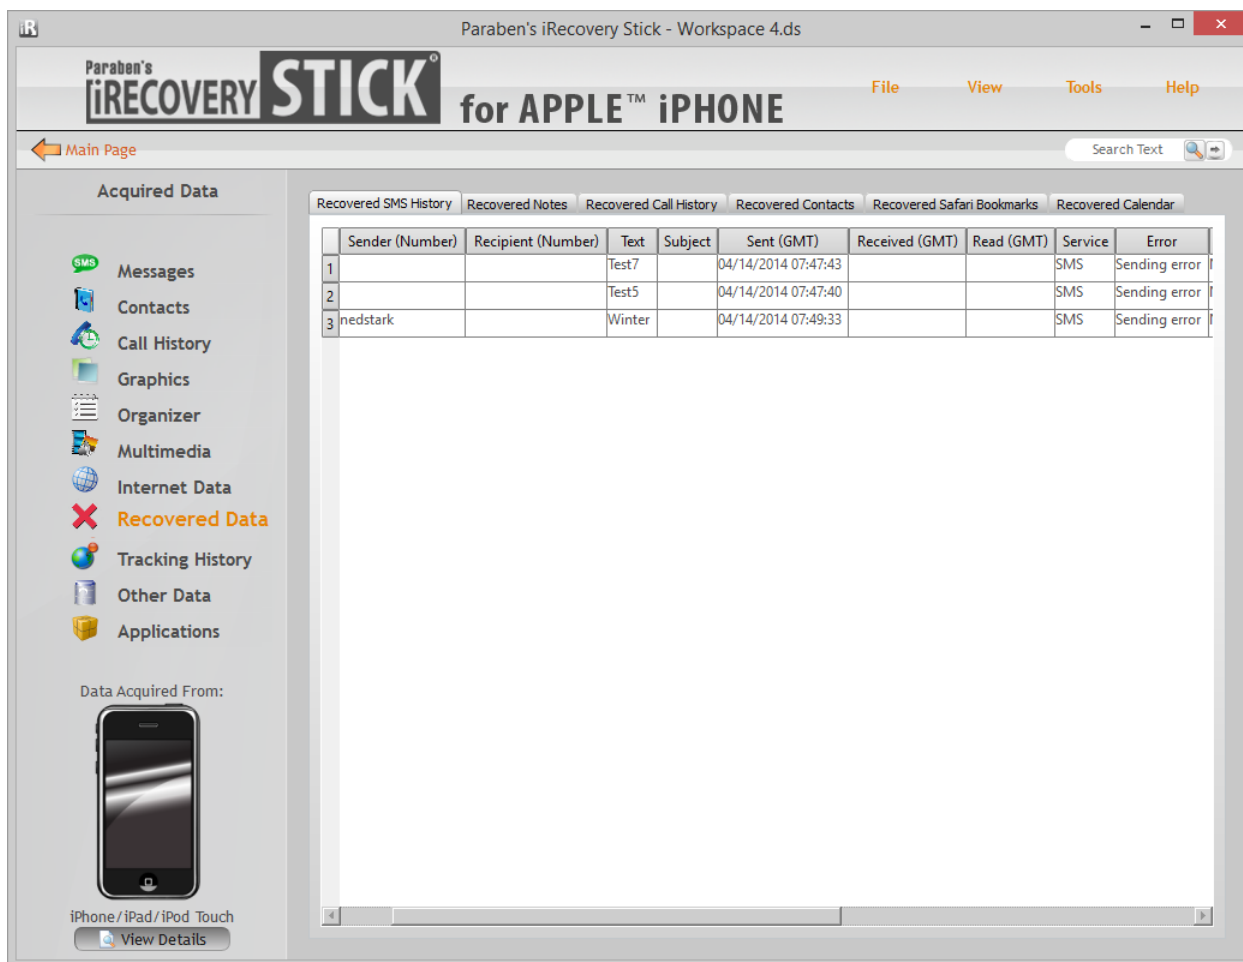 iR Paraben's iRecovery Stick - Workspace 4.ds
Paraben's
iRECOVERY STICK® for APPLE™ iPHONE
File View Tools Help
Main Page
Search Text
Acquired Data
Messages
Contacts
Call History
Graphics
Organizer
Multimedia
Internet Data
Recovered Data
Tracking History
Other Data
Applications
Data Acquired From:
iPhone/iPad/iPod Touch
View Details
SMS
Recovered SMS History Recovered Notes Recovered Call History Recovered Contacts Recovered Safari Bookmarks Recovered Calendar
Sender (Number) Recipient (Number) Text Subject Sent (GMT) Received (GMT) Read (GMT) Service Error
1 Test7 04/14/2014 07:47:43 SMS Sending error
2 Test5 04/14/2014 07:47:40 SMS Sending error
3 nedstark Winter 04/14/2014 07:49:33 SMS Sending error